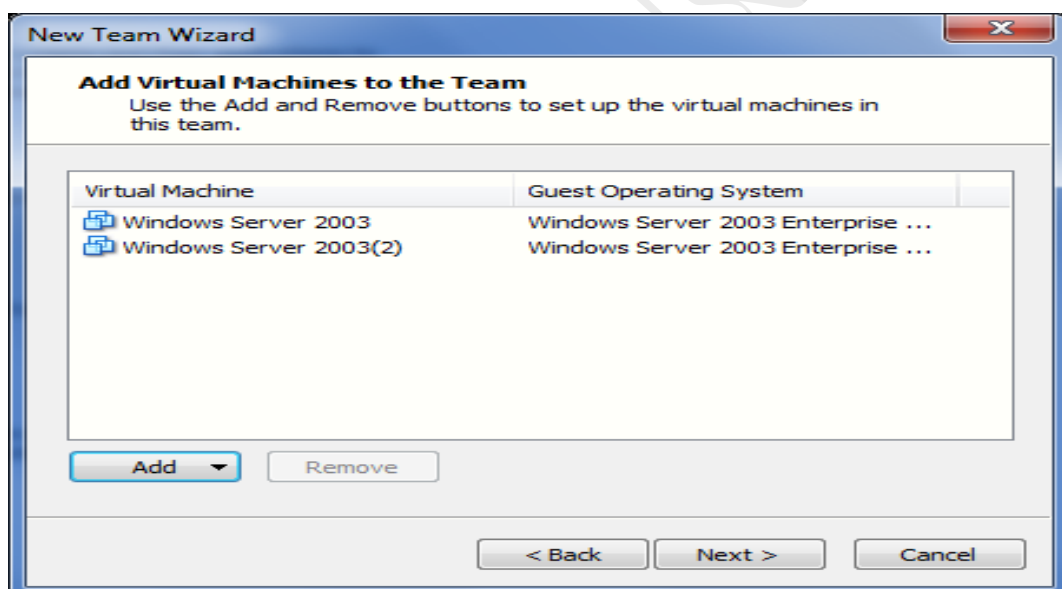 New Team Wizard
Add Virtual Machines to the Team
Use the Add and Remove buttons to set up the virtual machines in
this team.
Virtual Machine Guest Operating System
Windows Server 2003 Windows Server 2003 Enterprise ...
Windows Server 2003(2) Windows Server 2003 Enterprise ...
Add Remove
< Back Next > Cancel